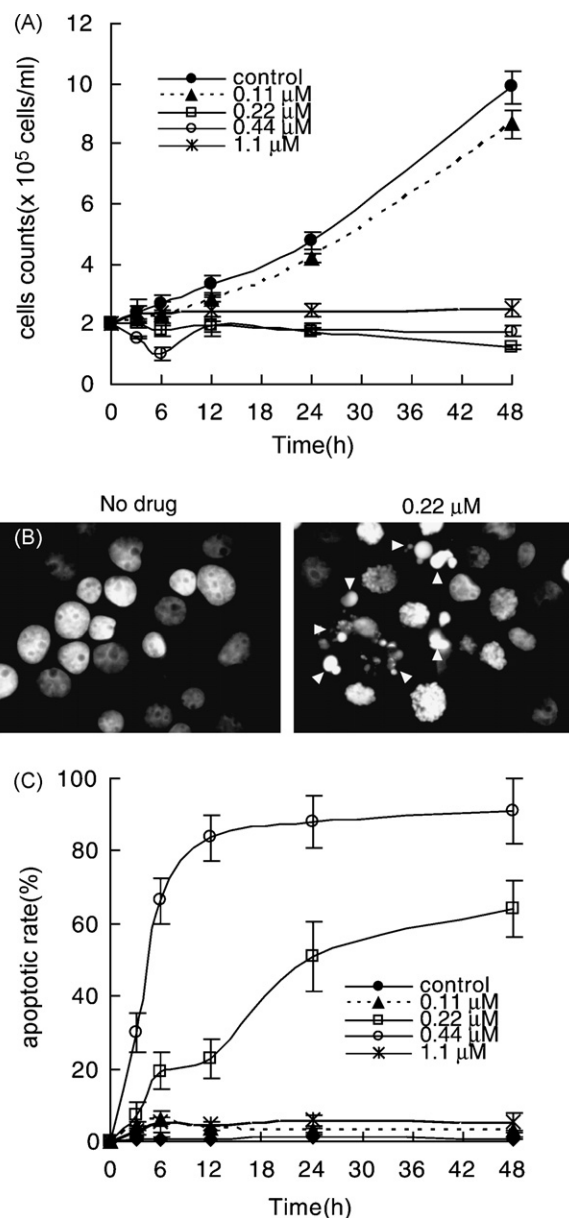 (A)
12
10
8
6
4
2
0
cells counts(x 10⁵ cells/ml)
control
0.11 μM
0.22 μM
0.44 μM
1.1 μM
0 6 12 18 24 30 36 42 48
Time(h)
No drug 0.22 μM
(B)
(C)
100
80
60
40
20
0
apoptotic rate(%)
control
0.11 μM
0.22 μM
0.44 μM
1.1 μM
0 6 12 18 24 30 36 42 48
Time(h)